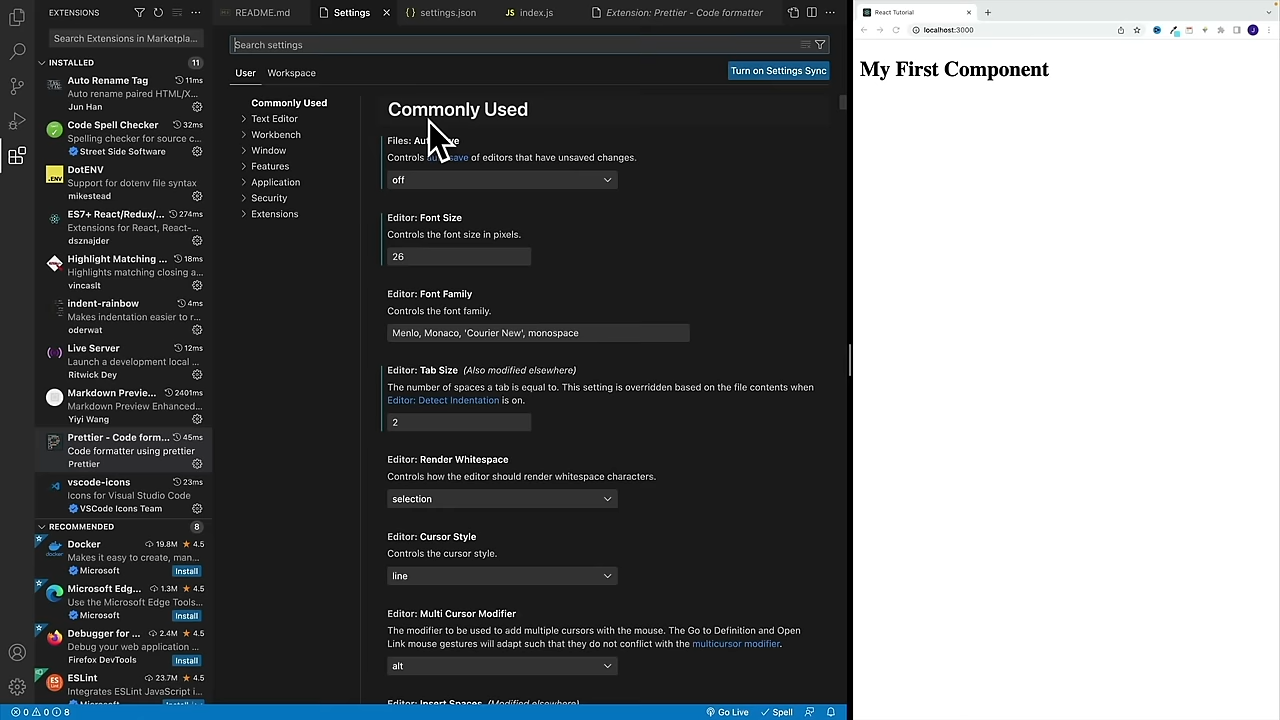 EXTENSIONS
Search Extensions in Marketpla...
INSTALLED 11
Auto Rename Tag 11ms
Auto rename paired HTML/X...
Jun Han
Code Spell Checker 32ms
Spelling checker for source c...
Street Side Software
DotENV
Support for dotenv file syntax
mikestead
ES7+ React/Redux/... 274ms
Extensions for React, React-...
dsznajder
Highlight Matching ... 18ms
Highlights matching closing a...
vincaslt
indent-rainbow 4ms
Makes indentation easier to r...
oderwat
Live Server 12ms
Launch a development local ...
Ritwick Dey
Markdown Previe... 2401ms
Markdown Preview Enhanced...
Yiyi Wang
Prettier - Code form... 45ms
Code formatter using prettier
Prettier
vscode-icons 23ms
Icons for Visual Studio Code
VSCode Icons Team
RECOMMENDED 8
Docker 19.8M 4.5
Makes it easy to create, man...
Microsoft Install
Microsoft Edg... 1.3M 4.5
Use the Microsoft Edge Tools...
Microsoft Install
Debugger for ... 2.4M 4.5
Debug your web application ...
Firefox DevTools Install
ESLint 23.7M 4.5
Integrates ESLint JavaScript i...
README.md Settings settings.json index.js Extension: Prettier - Code formatter
Search settings
User Workspace
Turn on Settings Sync
Commonly Used
Text Editor
Workbench
Window
Features
Application
Security
Extensions
Commonly Used
Files:
Controls of editors that have unsaved changes.
off
Editor: Font Size
Controls the font size in pixels.
26
Editor: Font Family
Controls the font family.
Menlo, Monaco, 'Courier New', monospace
Editor: Tab Size (Also modified elsewhere)
The number of spaces a tab is equal to. This setting is overridden based on the file contents when
Editor: Detect Indentation is on.
2
Editor: Render Whitespace
Controls how the editor should render whitespace characters.
selection
Editor: Cursor Style
Controls the cursor style.
line
Editor: Multi Cursor Modifier
The modifier to be used to add multiple cursors with the mouse. The Go to Definition and Open
Link mouse gestures will adapt such that they do not conflict with the multicursor modifier.
alt
Editor: Insert Spaces (Modified elsewhere)
0 0 8 Go Live Spell
React Tutorial
localhost:3000
J
My First Component